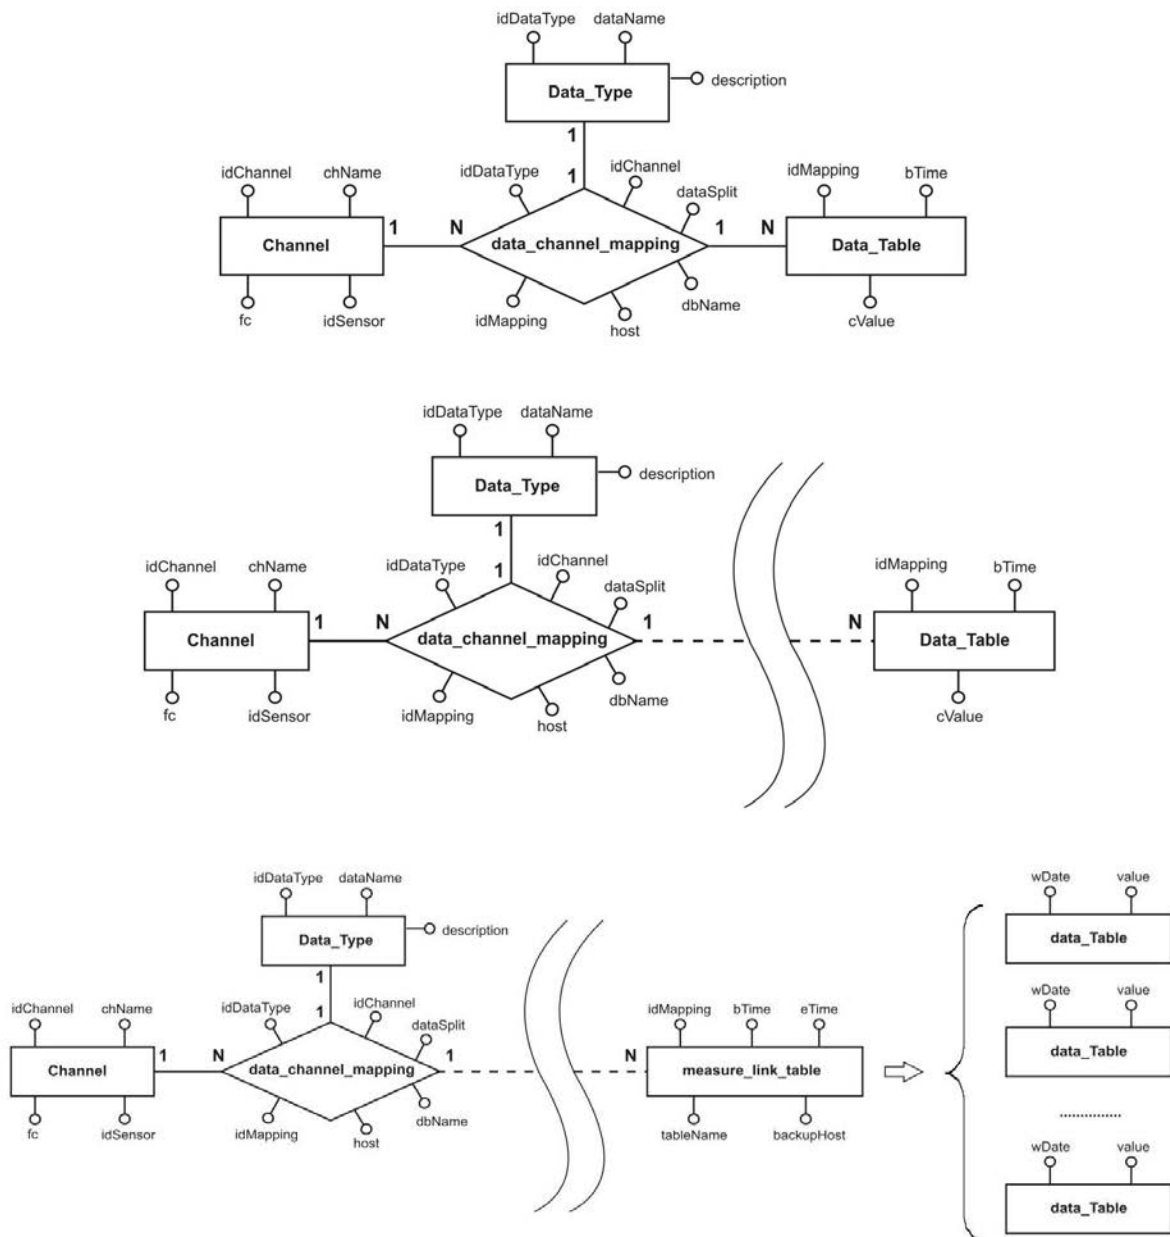 idDataType dataName
description
Data_Type
1
idChannel chName idDataType 1 idChannel idMapping bTime
dataSplit
1 N 1 N
Channel data_channel_mapping Data_Table
dbName
fc idSensor idMapping host cValue
idDataType dataName
description
Data_Type
1
idChannel chName idDataType 1 idChannel idMapping bTime
dataSplit
1 N 1 N
Channel data_channel_mapping Data_Table
dbName
fc idSensor idMapping host cValue
wDate value
idDataType dataName
description
Data_Type data_Table
1
idChannel chName idDataType 1 idChannel idMapping bTime eTime wDate value
dataSplit
1 N 1 N
Channel data_channel_mapping measure_link_table data_Table
dbName
...............
fc idSensor idMapping host tableName backupHost wDate value
data_Table